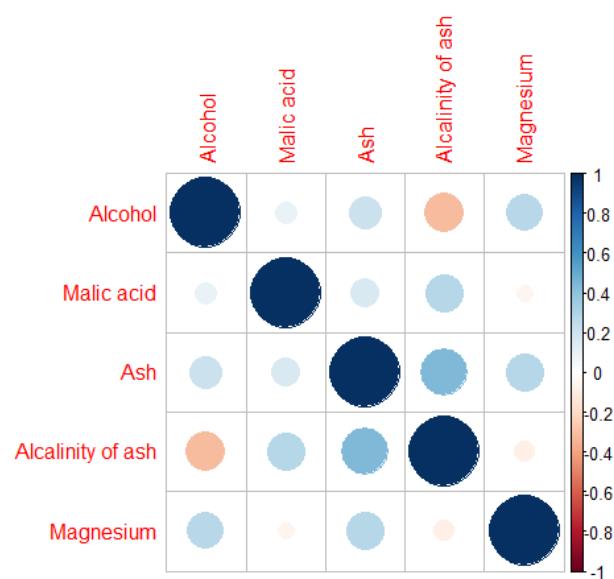 Alcohol
Malic acid
Ash
Alcalinity of ash
Magnesium
Alcohol
Malic acid
Ash
Alcalinity of ash
Magnesium
1
0.8
0.6
0.4
0.2
0
-0.2
-0.4
-0.6
-0.8
-1